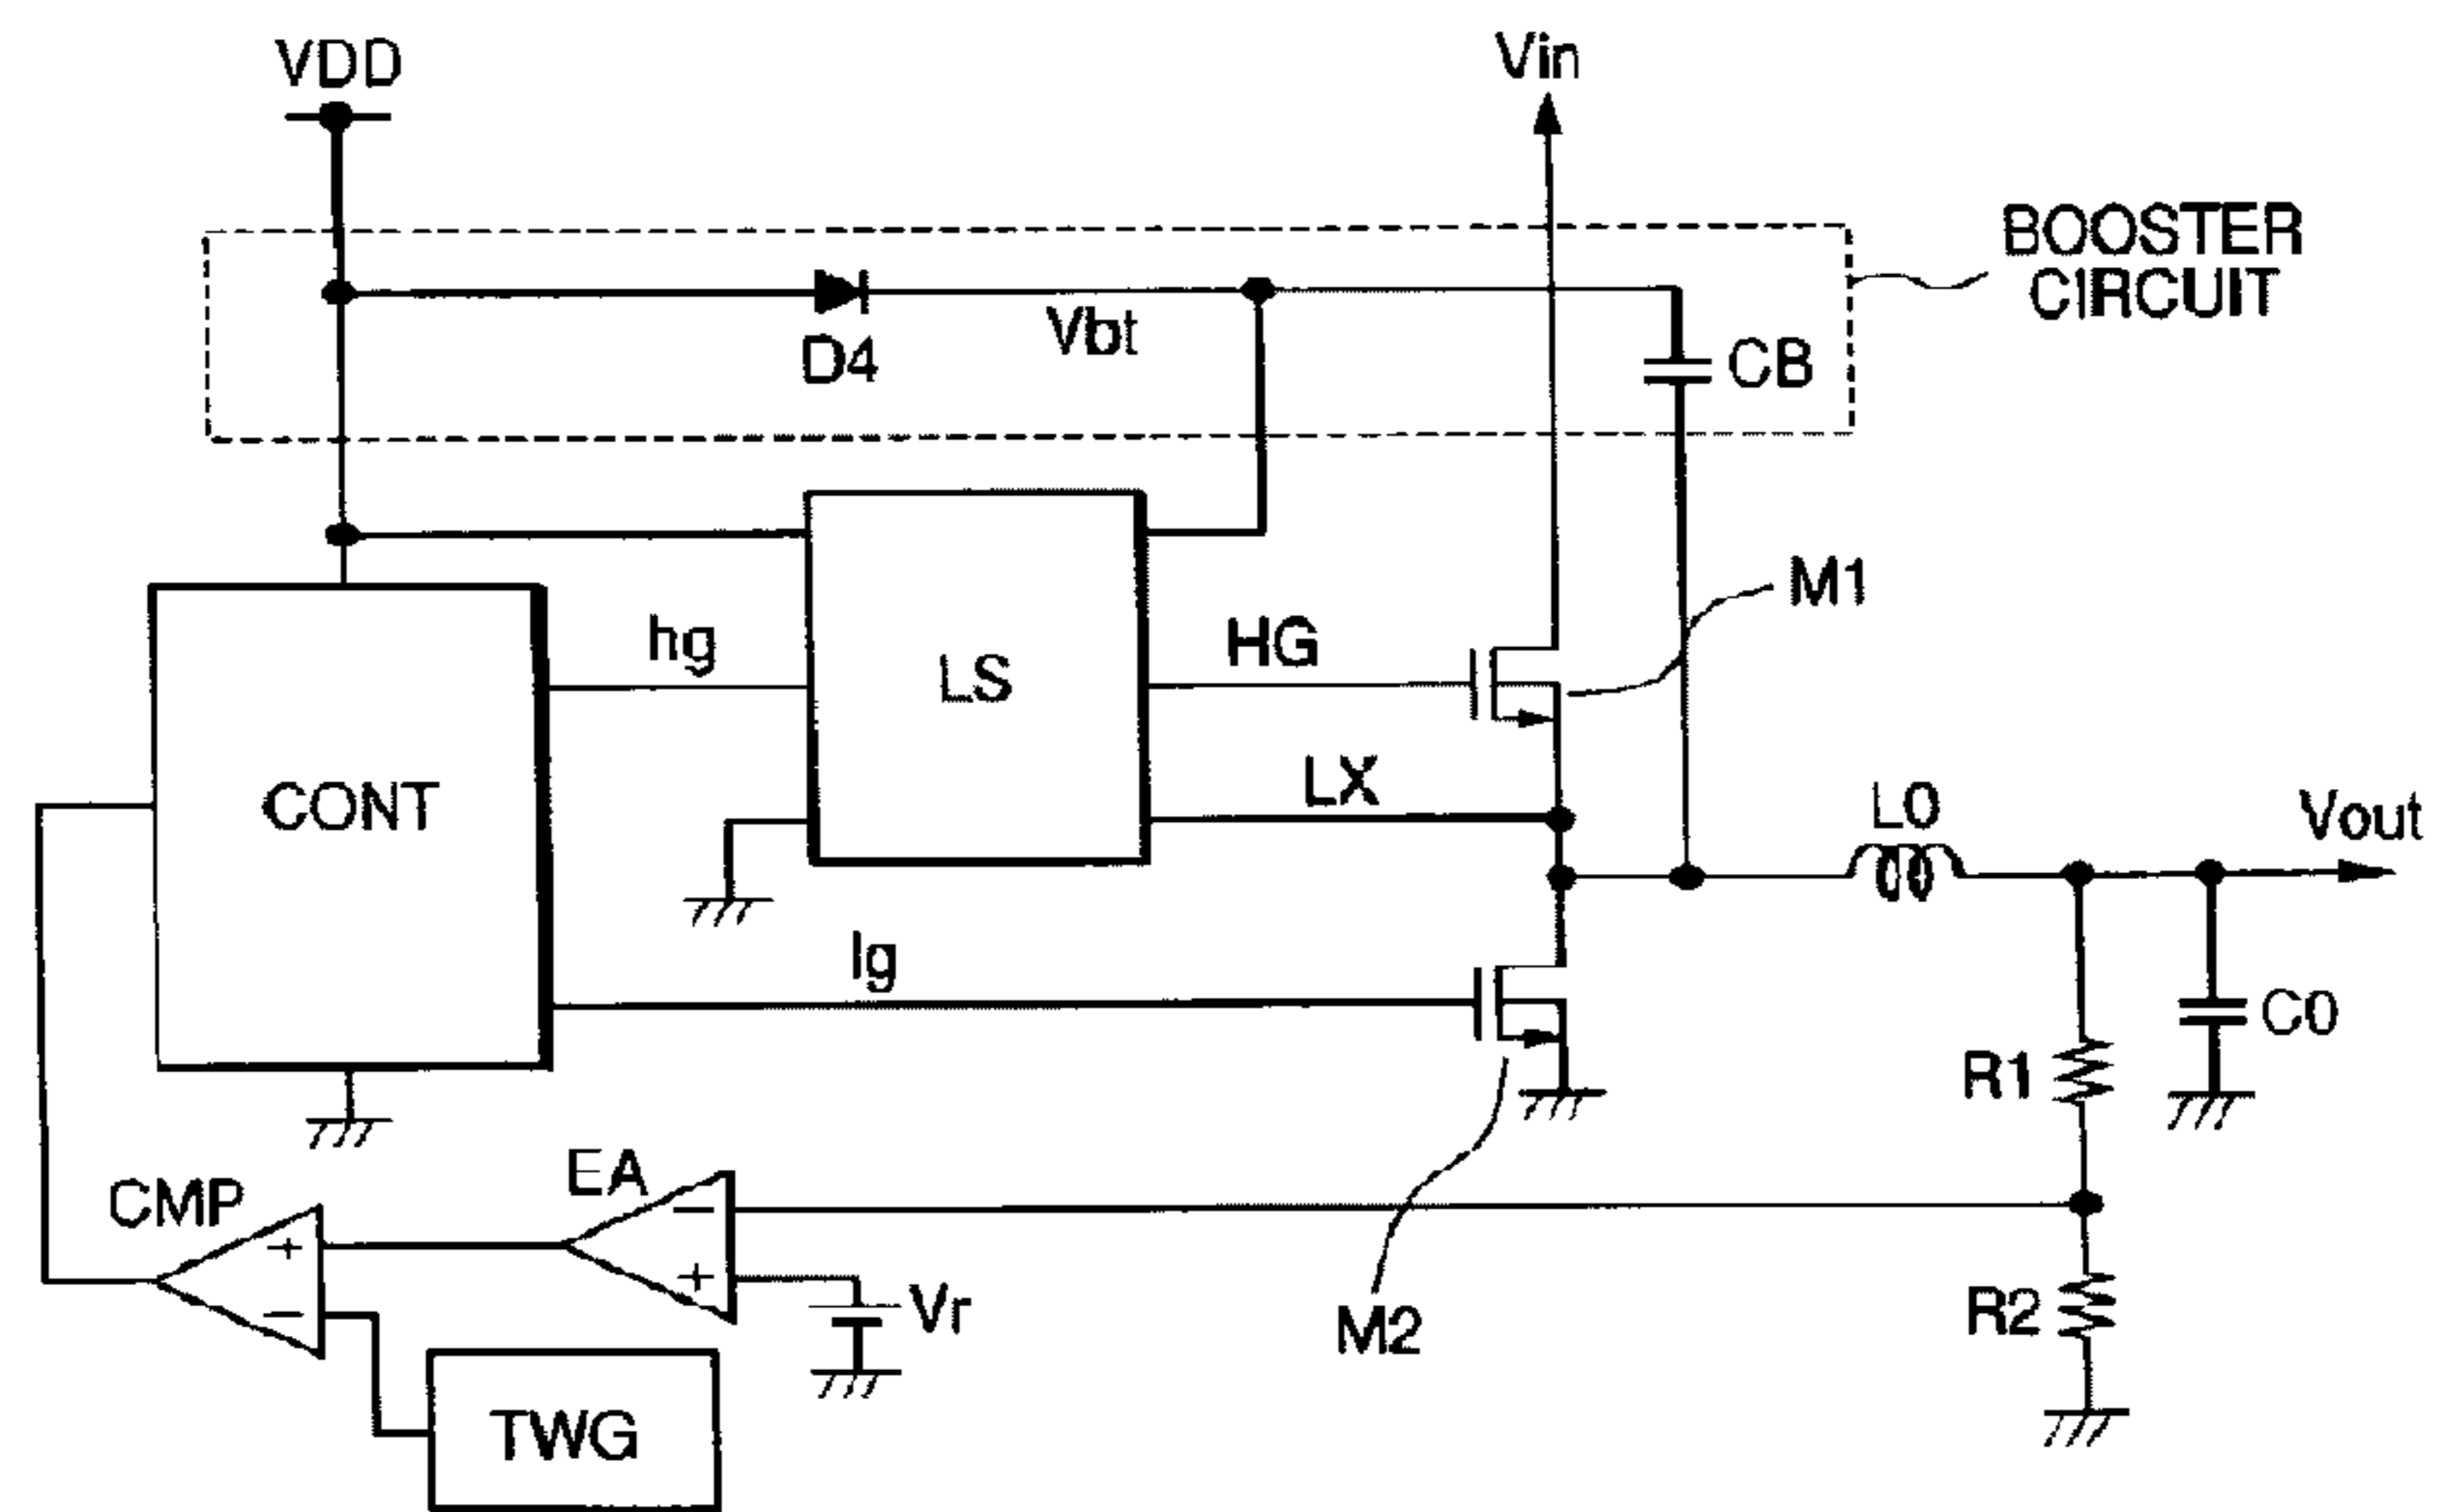 VDD
Vin
BOOSTER
CIRCUIT
Vbt
D4
CB
M1
hg
HG
LS
LX
CONT
L0
Vout
lg
C0
R1
EA
CMP
−
+
+
−
Vr
R2
M2
TWG